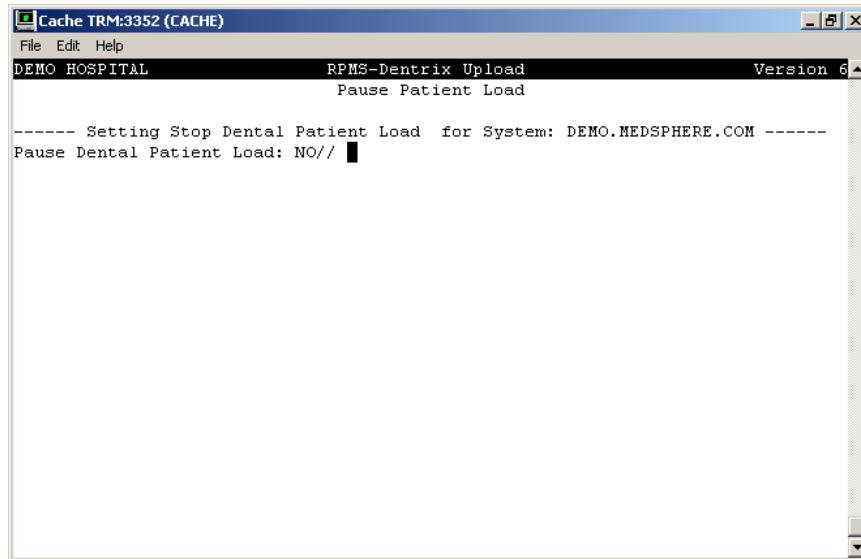 Cache TRM:3352 (CACHE)
File Edit Help
DEMO HOSPITAL RPMS-Dentrix Upload Version 6
Pause Patient Load
------ Setting Stop Dental Patient Load  for System: DEMO.MEDSPHERE.COM ------
Pause Dental Patient Load: NO//